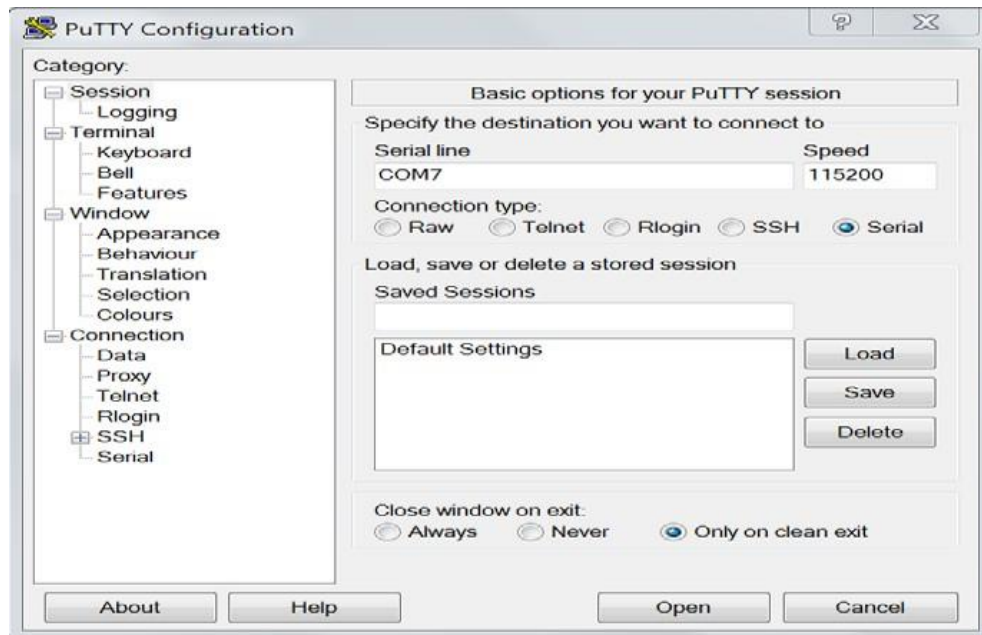 PuTTY Configuration
Category:
Session
Logging
Terminal
Keyboard
Bell
Features
Window
Appearance
Behaviour
Translation
Selection
Colours
Connection
Data
Proxy
Telnet
Rlogin
SSH
Serial
Basic options for your PuTTY session
Specify the destination you want to connect to
Serial line Speed
COM7 115200
Connection type:
Raw Telnet Rlogin SSH Serial
Load, save or delete a stored session
Saved Sessions
Default Settings
Load
Save
Delete
Close window on exit:
Always Never Only on clean exit
About Help Open Cancel